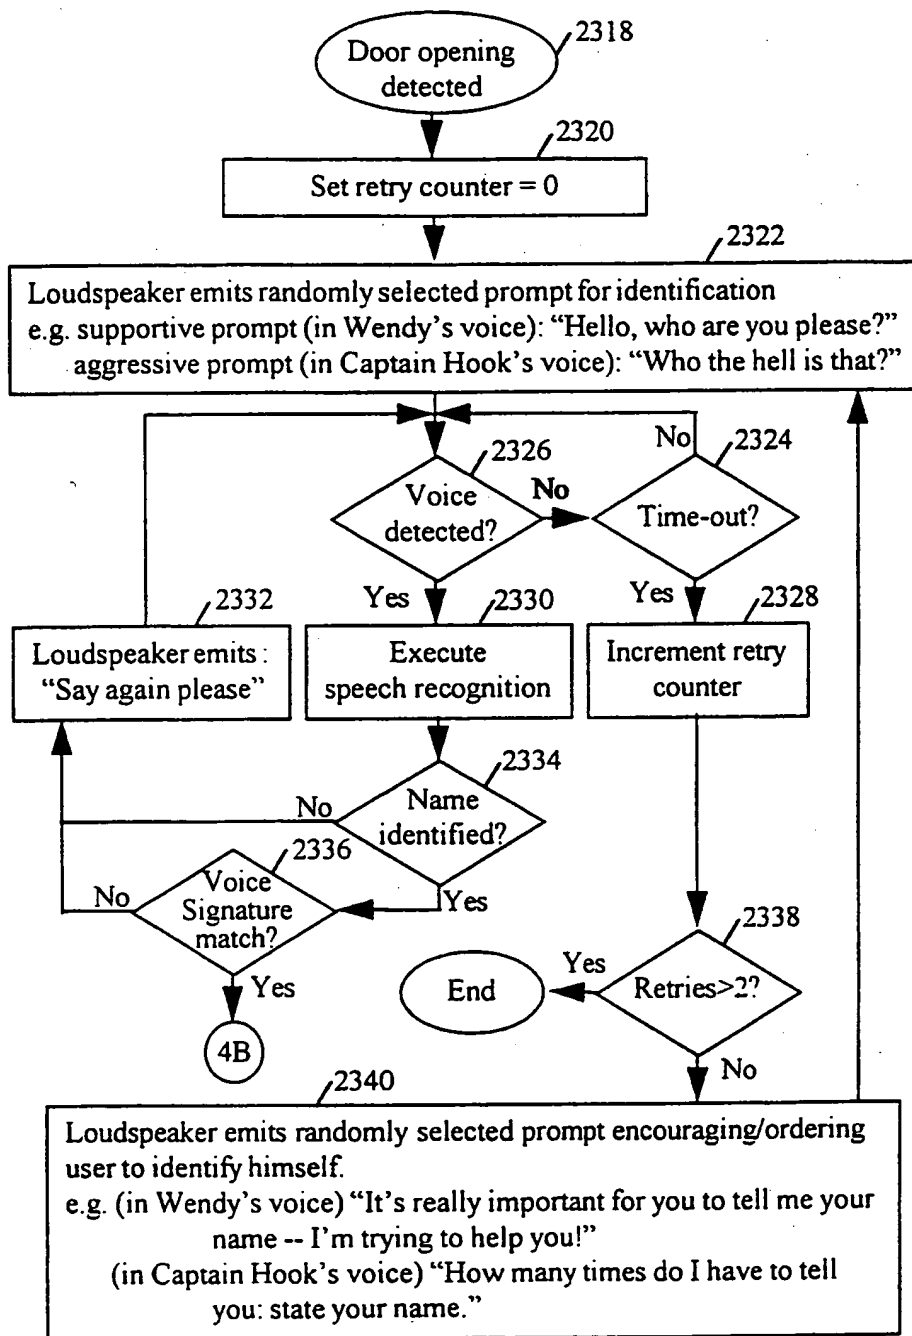 2318
Door opening
detected
2320
Set retry counter = 0
2322
Loudspeaker emits randomly selected prompt for identification
e.g. supportive prompt (in Wendy's voice): “Hello, who are you please?”
aggressive prompt (in Captain Hook's voice): “Who the hell is that?”
No
2324
2326
Voice
detected?
No
Time-out?
Yes
Yes
2332
2330
2328
Loudspeaker emits :
“Say again please”
Execute
speech recognition
Increment retry
counter
2334
Name
identified?
No
Yes
2336
Voice
Signature
match?
No
Yes
4B
2338
Retries>2?
Yes
End
No
2340
Loudspeaker emits randomly selected prompt encouraging/ordering
user to identify himself.
e.g. (in Wendy's voice) “It's really important for you to tell me your
name -- I'm trying to help you!”
(in Captain Hook's voice) “How many times do I have to tell
you: state your name.”